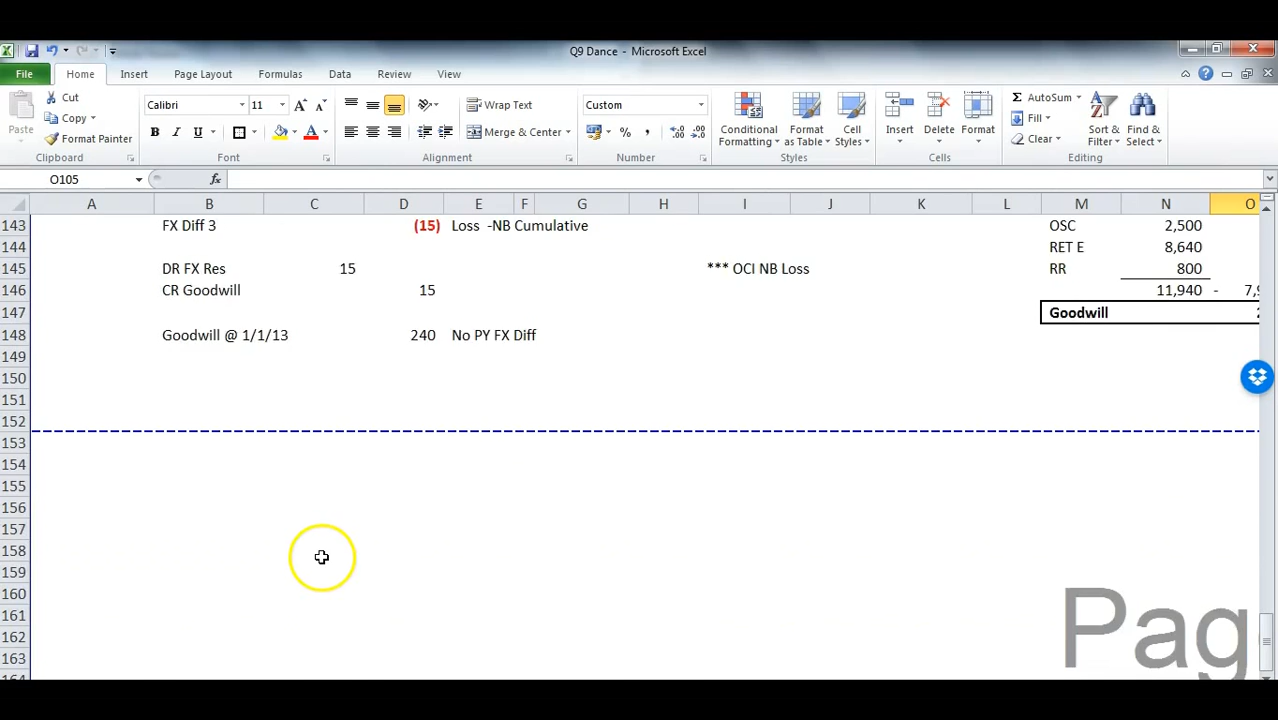 Q9 Dance - Microsoft Excel
File Home Insert Page Layout Formulas Data Review View
Cut
Copy
Format Painter
Paste
Calibri 11
B I U
Wrap Text
Merge & Center
Custom
Conditional Formatting
Format as Table
Cell Styles
Insert Delete Format
AutoSum
Fill
Clear
Sort & Filter
Find & Select
Clipboard Font Alignment Number Styles Cells Editing
O105 fx
A B C D E F G H I J K L M N O
143 FX Diff 3 (15) Loss -NB Cumulative OSC 2,500
144 RET E 8,640
145 DR FX Res 15 *** OCI NB Loss RR 800
146 CR Goodwill 15 11,940 -
147 Goodwill
148 Goodwill @ 1/1/13 240 No PY FX Diff
149
150
151
152
153
154
155
156
157
158
159
160
161
162
163
Pag